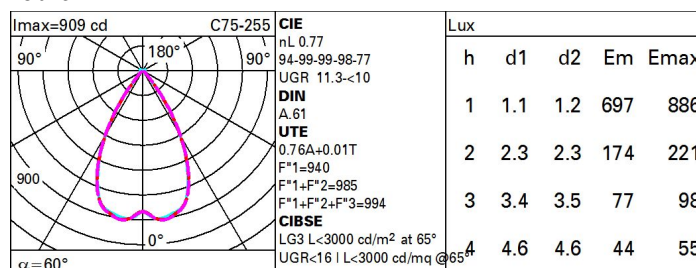 Imax=909 cd C75-255
90° 180° 90°
900
0°
α=60°
CIE
nL 0.77
94-99-99-98-77
UGR 11.3-<10
DIN
A.61
UTE
0.76A+0.01T
F"1=940
F"1+F"2=985
F"1+F"2+F"3=994
CIBSE
LG3 L<3000 cd/m² at 65°
UGR<16 | L<3000 cd/mq @65°
Lux
h d1 d2 Em Emax
1 1.1 1.2 697 886
2 2.3 2.3 174 221
3 3.4 3.5 77 98
4 4.6 4.6 44 55